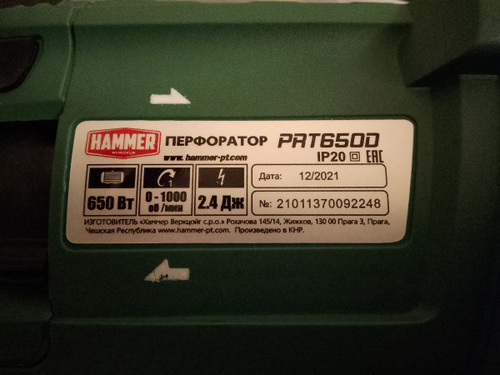 HAMMER
WERKZEUG
ПЕРФОРАТОР PRT650D
www.hammer-pt.com IP20 EAC
650 Вт
0 - 1000
об/мин
2.4 Дж
Дата: 12/2021
№: 21011370092248
ИЗГОТОВИТЕЛЬ «Хаммер Веркцойг с.р.о.» Рохачова 145/14, Жижков, 130 00 Прага 3, Прага,
Чешская Республика www.hammer-pt.com. Произведено в КНР.